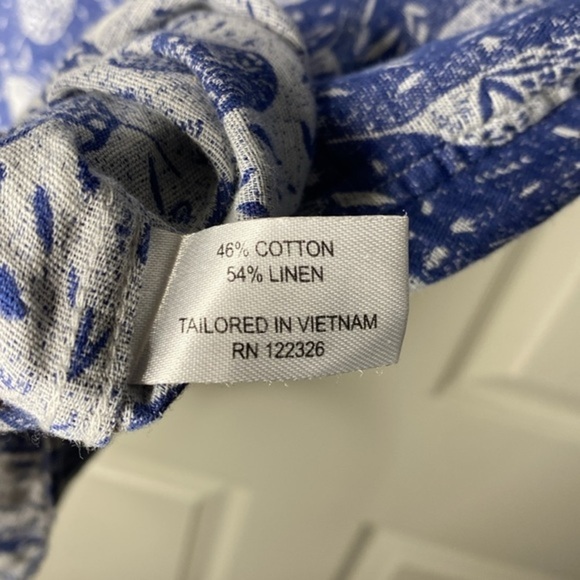 46% COTTON
54% LINEN
TAILORED IN VIETNAM
RN 122326